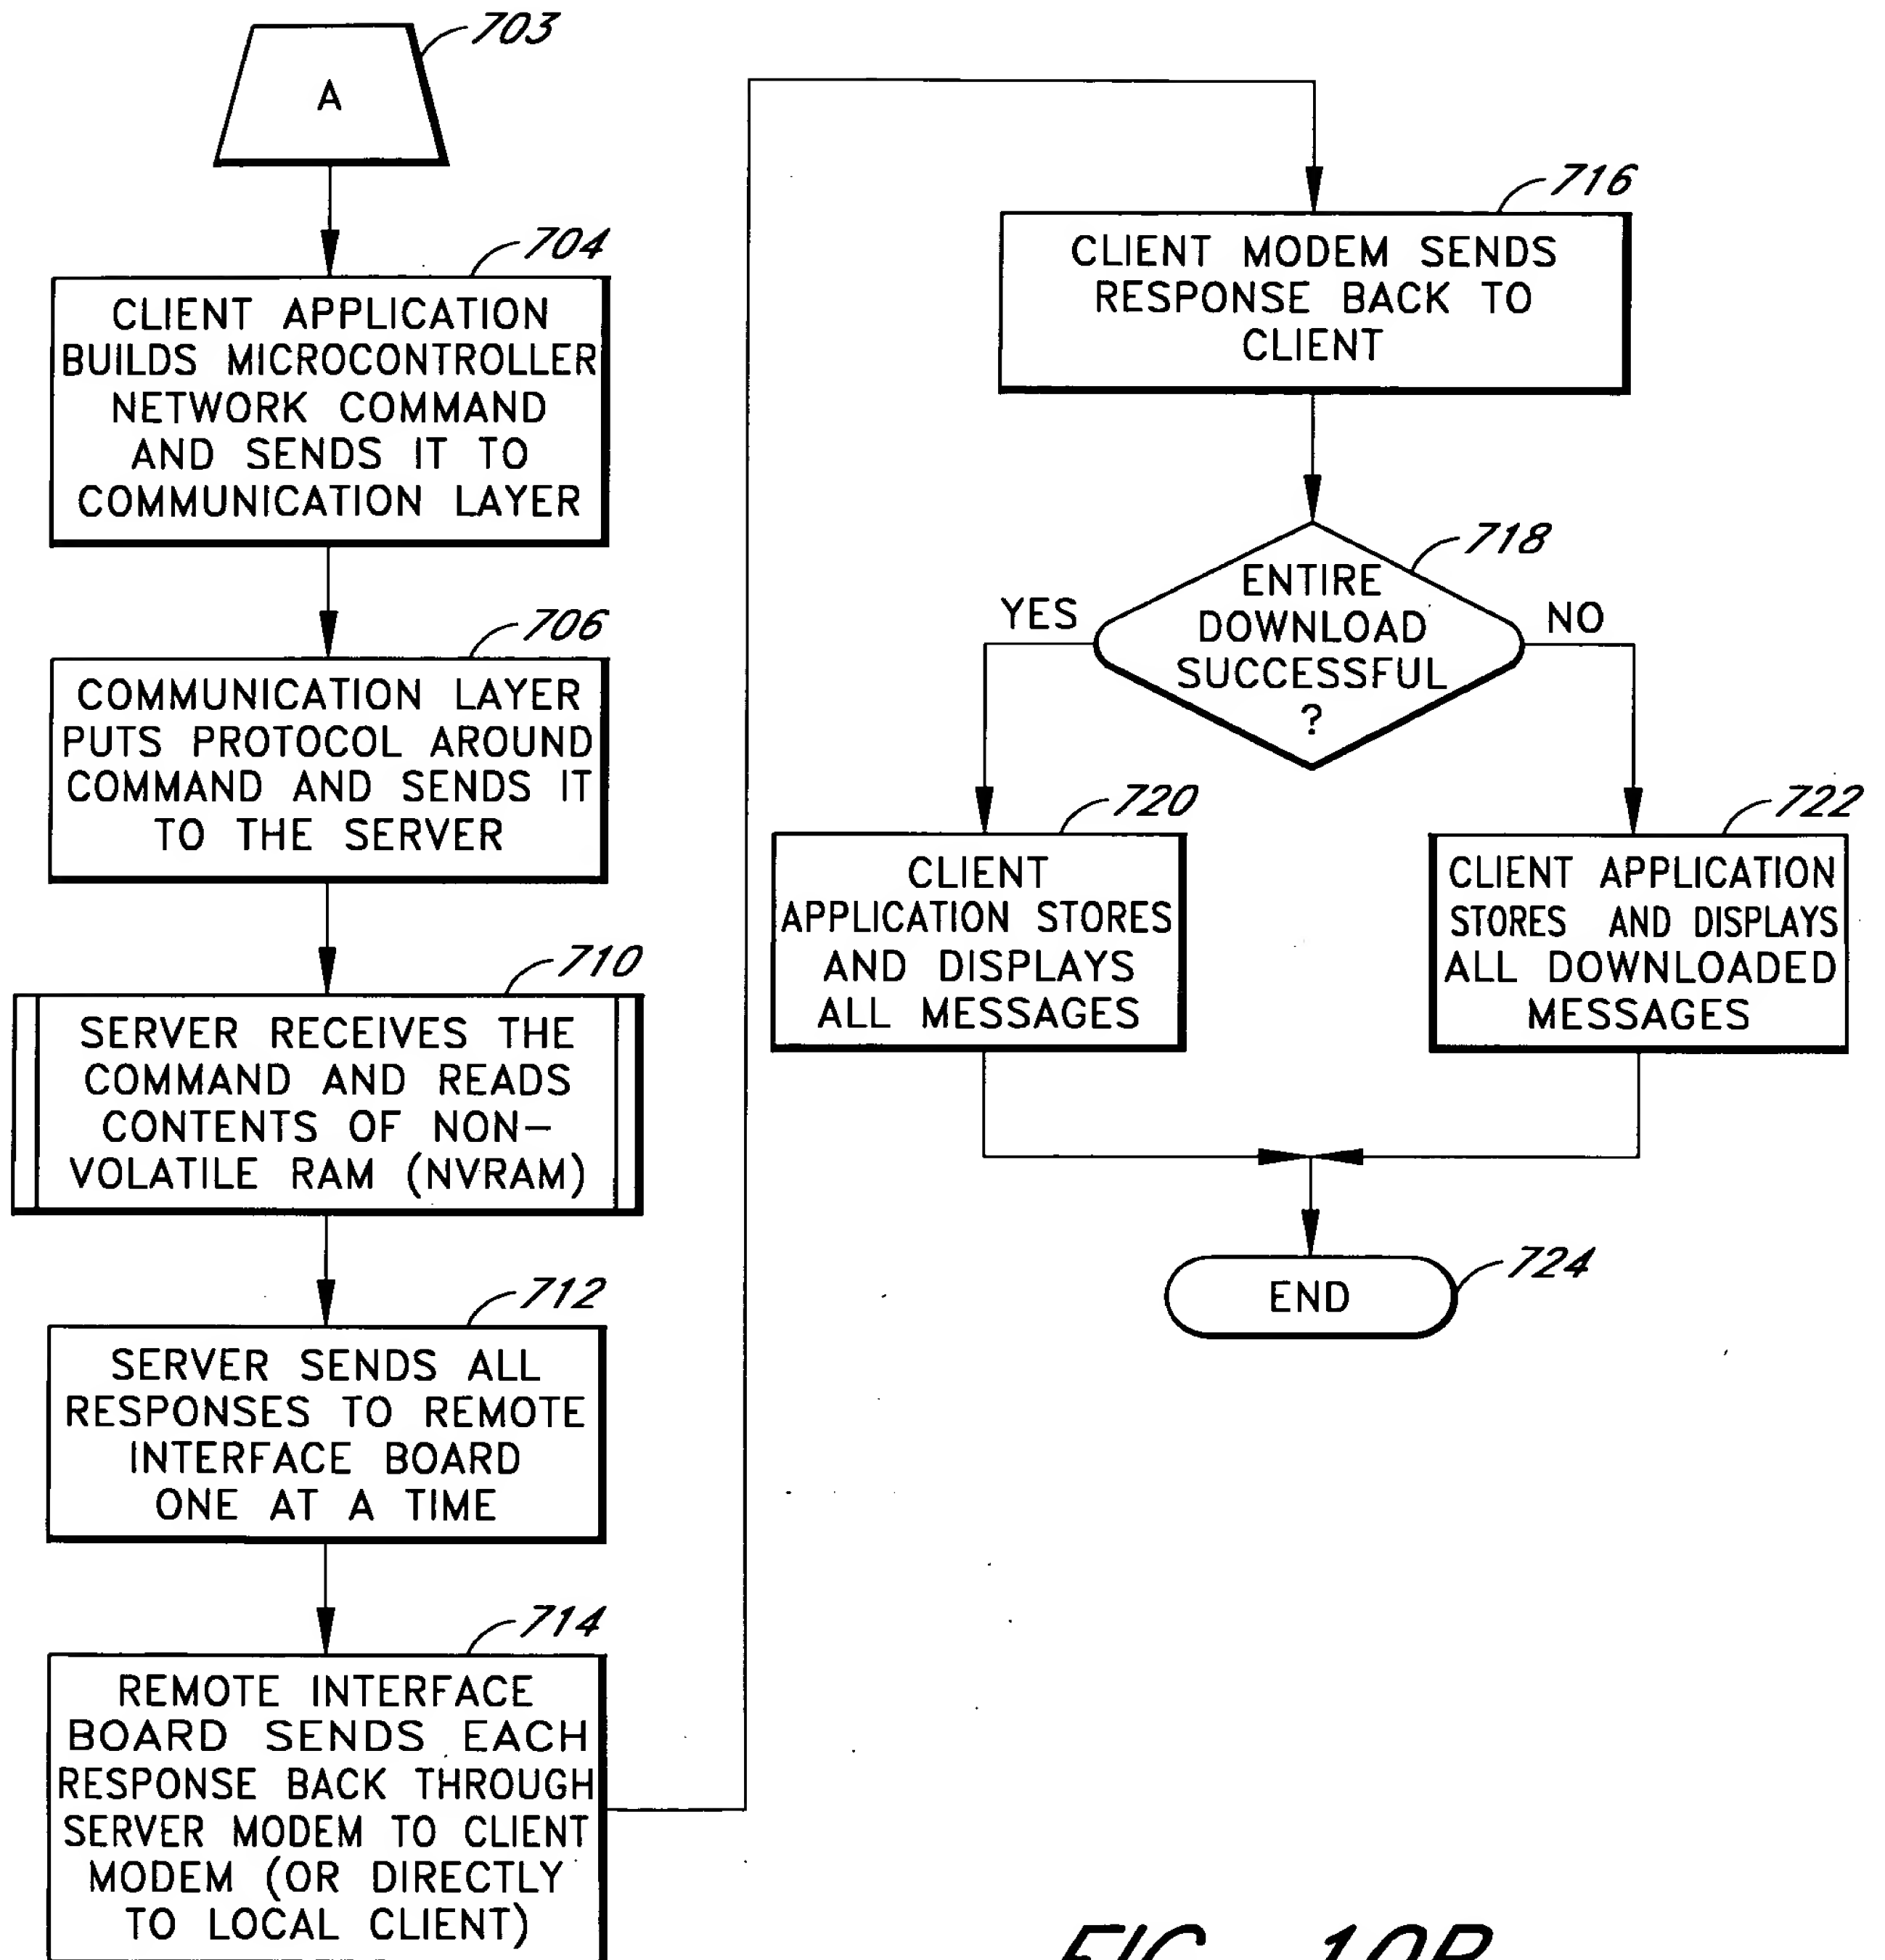 703
A
704
CLIENT APPLICATION
BUILDS MICROCONTROLLER
NETWORK COMMAND
AND SENDS IT TO
COMMUNICATION LAYER
706
COMMUNICATION LAYER
PUTS PROTOCOL AROUND
COMMAND AND SENDS IT
TO THE SERVER
710
SERVER RECEIVES THE
COMMAND AND READS
CONTENTS OF NON-
VOLATILE RAM (NVRAM)
712
SERVER SENDS ALL
RESPONSES TO REMOTE
INTERFACE BOARD
ONE AT A TIME
714
REMOTE INTERFACE
BOARD SENDS EACH
RESPONSE BACK THROUGH
SERVER MODEM TO CLIENT
MODEM (OR DIRECTLY
TO LOCAL CLIENT)
716
CLIENT MODEM SENDS
RESPONSE BACK TO
CLIENT
718
ENTIRE
DOWNLOAD
SUCCESSFUL
?
YES
NO
720
CLIENT
APPLICATION STORES
AND DISPLAYS
ALL MESSAGES
722
CLIENT APPLICATION
STORES AND DISPLAYS
ALL DOWNLOADED
MESSAGES
724
END
FIG. 10B